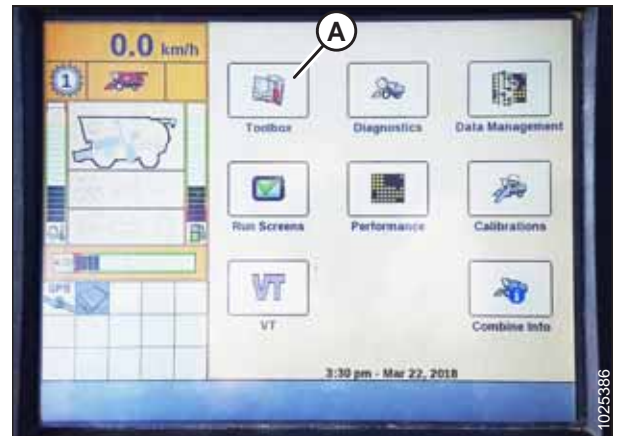 A
0.0 km/h
1
Toolbox
Diagnostics
Data Management
Run Screens
Performance
Calibrations
GPS
VT
VT
Combine Info
3:30 pm - Mar 22, 2018
1025386